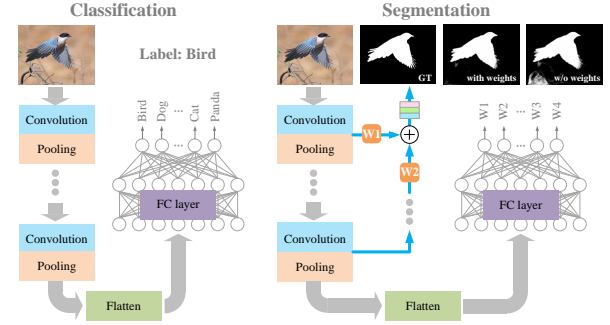 Classification
Label: Bird
Bird
Dog
...
Cat
Panda
Convolution
Pooling
FC layer
Convolution
Pooling
Flatten
Segmentation
GT
with weights
w/o weights
W1
W2
...
W3
W4
Convolution
Pooling
W1
W2
FC layer
Convolution
Pooling
Flatten